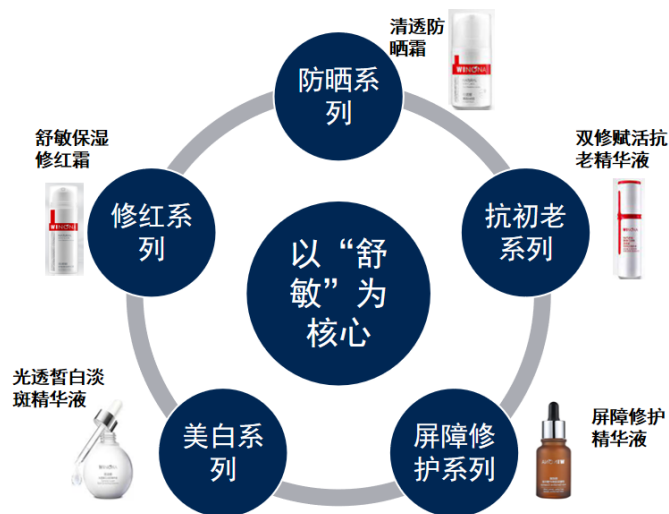 清透防
晒霜
WINONA
防晒系
列
舒敏保湿
修红霜
WINONA
修红系
列
双修赋活抗
老精华液
WINONA
抗初老
系列
以“舒
敏”为
核心
光透皙白淡
斑精华液
WINONA
美白系
列
屏障修
护系列
屏障修护
精华液